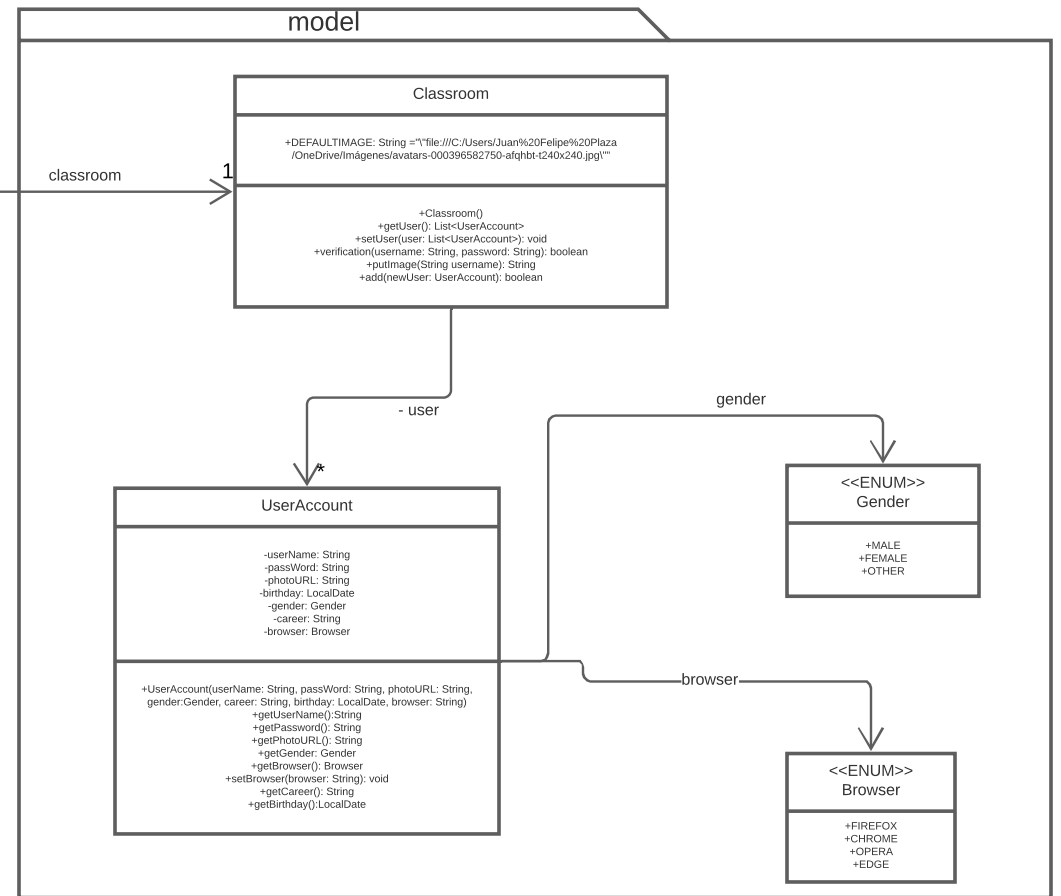 model
Classroom
+DEFAULTIMAGE: String ="\"file:///C:/Users/Juan%20Felipe%20Plaza
/OneDrive/Imágenes/avatars-000396582750-afqhbt-t240x240.jpg\""
classroom
1
+Classroom()
+getUser(): List<UserAccount>
+setUser(user: List<UserAccount>): void
+verification(username: String, password: String): boolean
+putImage(String username): String
+add(newUser: UserAccount): boolean
- user
*
gender
UserAccount
-userName: String
-passWord: String
-photoURL: String
-birthday: LocalDate
-gender: Gender
-career: String
-browser: Browser
+UserAccount(userName: String, passWord: String, photoURL: String,
gender:Gender, career: String, birthday: LocalDate, browser: String)
+getUserName():String
+getPassword(): String
+getPhotoURL(): String
+getGender: Gender
+getBrowser(): Browser
+setBrowser(browser: String): void
+getCareer(): String
+getBirthday():LocalDate
<<ENUM>>
Gender
+MALE
+FEMALE
+OTHER
browser
<<ENUM>>
Browser
+FIREFOX
+CHROME
+OPERA
+EDGE